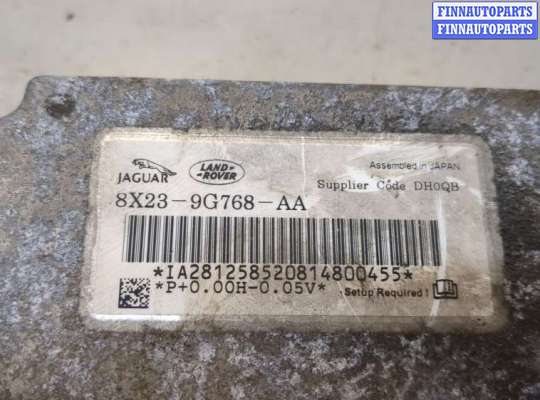 FINNAUTOPARTS
FINNAUTOPARTS
JAGUAR
LAND-
-ROVER
Assembled in JAPAN
Supplier Code DH0QB
8X23-9G768-AA
*IA281258520814800455*
*P+0.00H-0.05V*
Setup Required !